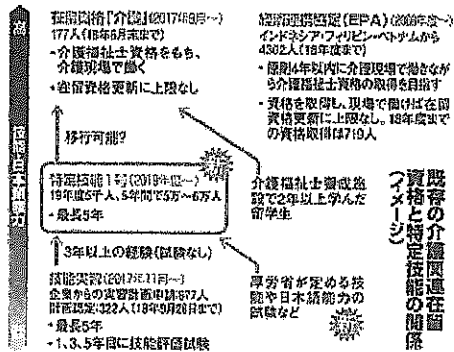 既存の介護関連在留
資格と特定技能の関係
(イメージ)
高
技能・日本語能力
在留資格「介護」(2017年9月〜)
177人(18年6月末まで)
・介護福祉士資格をもち、
介護現場で働く
・在留資格更新に上限なし
経済連携協定(EPA)(2008年度〜)
インドネシア・フィリピン・ベトナムから
4302人(18年度まで)
・原則4年以内に介護現場で働きなが
ら介護福祉士資格の取得を目指す
・資格を取得し、現場で働けば在留
資格更新に上限なし。18年度まで
の資格取得は719人
移行可能?
特定技能1号(2019年度〜)
19年度5千人、5年間で5万〜6万人
・最長5年
介護福祉士養成施
設で2年以上学んだ
留学生
3年以上の経験(試験なし)
技能実習(2017年11月〜)
企業からの実習計画申請:877人
計画認定:322人(18年9月28日まで)
・最長5年
・1、3、5年目に技能評価試験
厚労省が定める技
能や日本語能力の
試験など